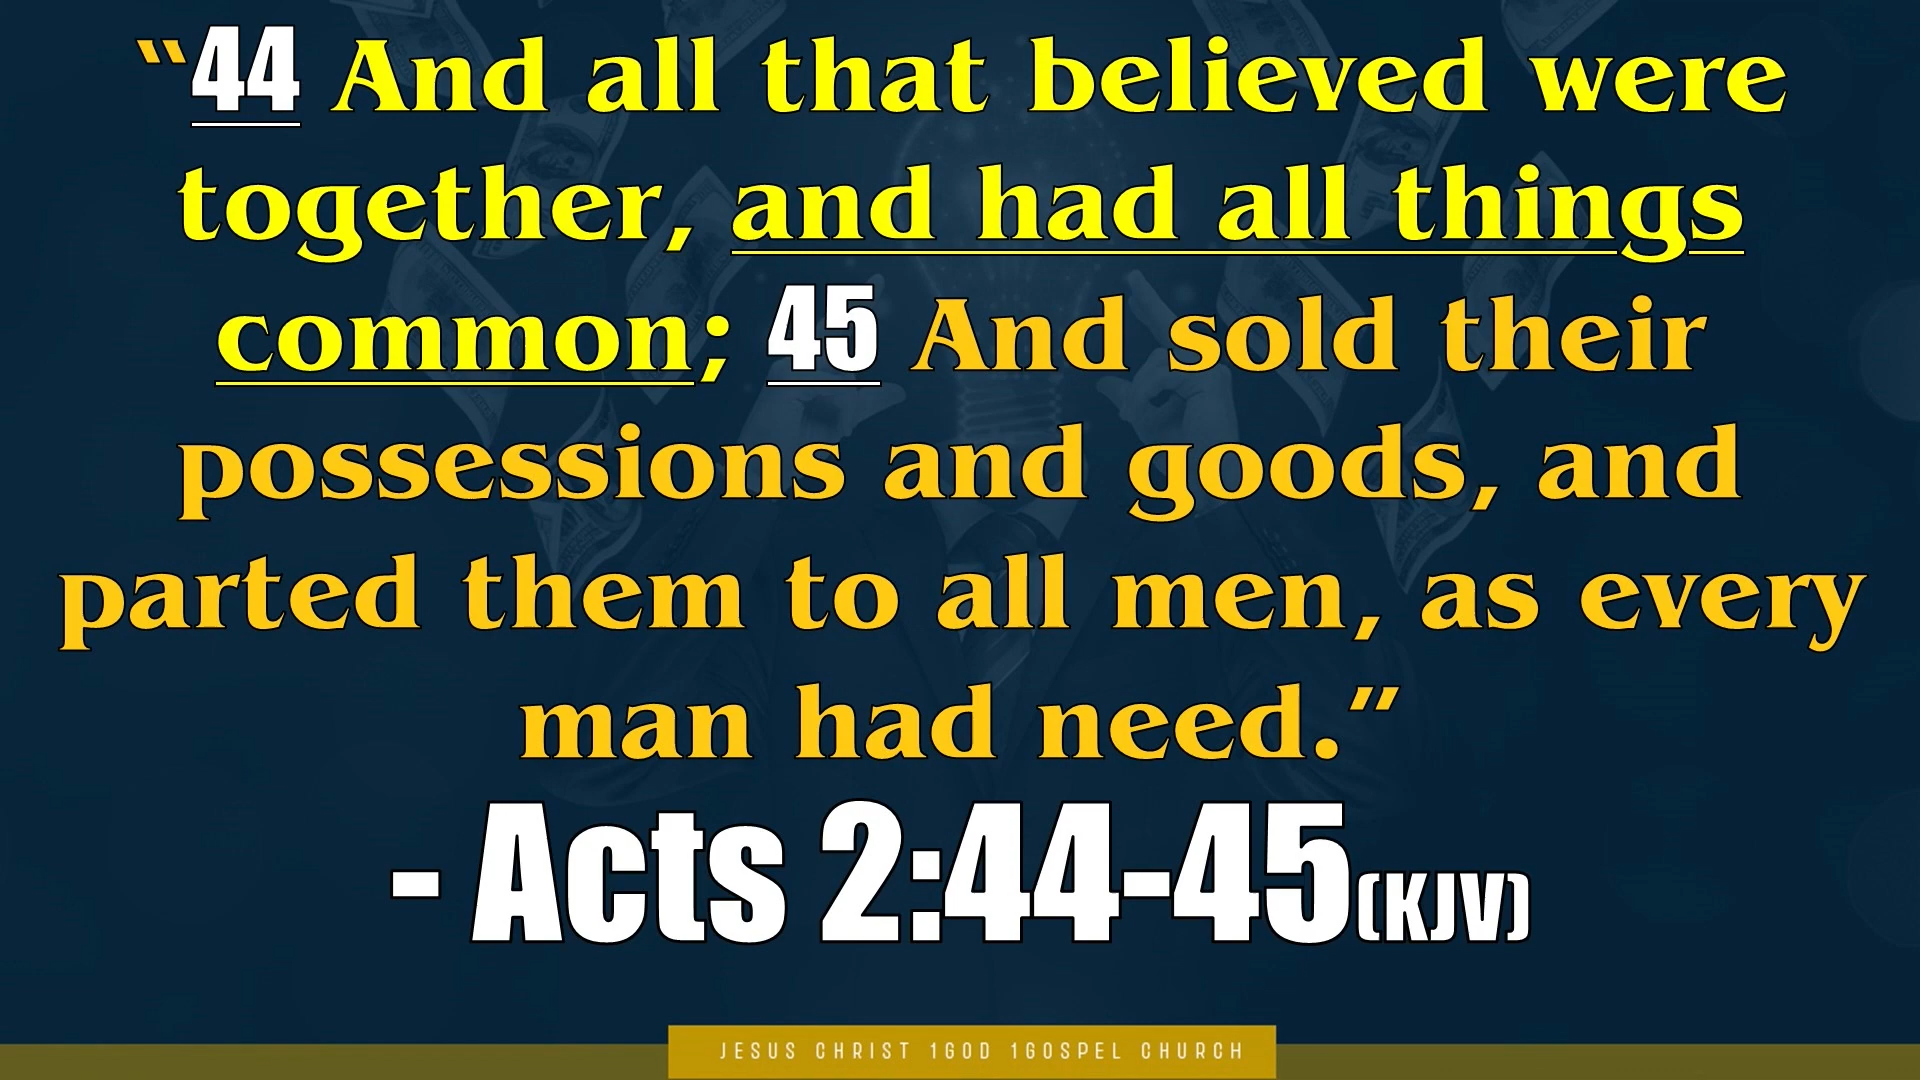 “44 And all that believed were
together, and had all things
common; 45 And sold their
possessions and goods, and
parted them to all men, as every
man had need.”
- Acts 2:44-45(KJV)
JESUS CHRIST 1GOD 1GOSPEL CHURCH